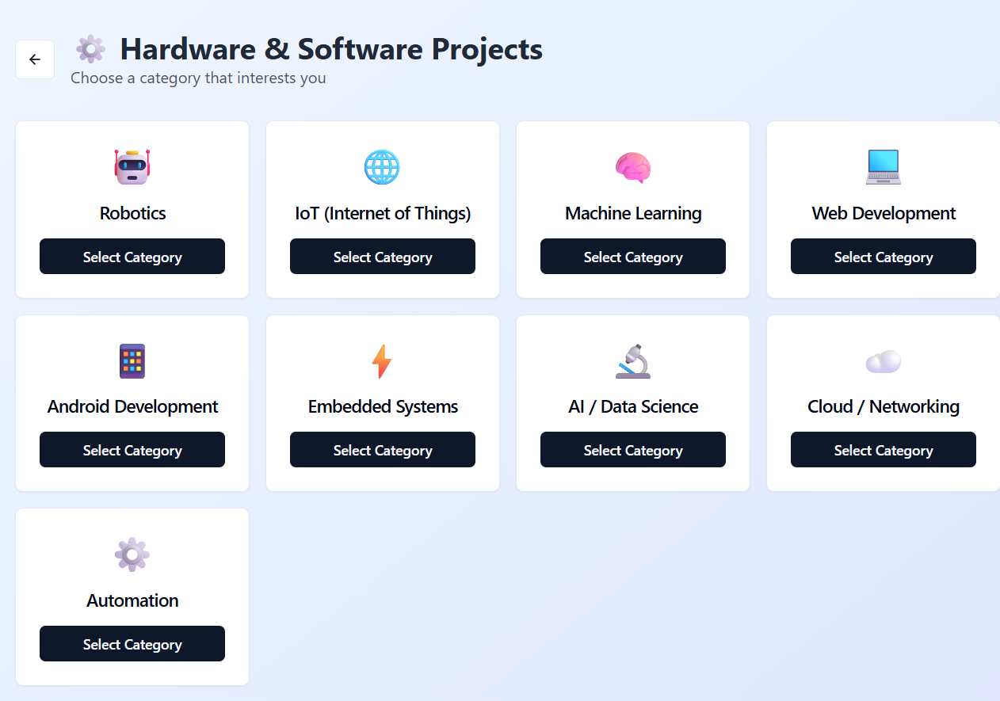 Hardware & Software Projects
Choose a category that interests you
Robotics
Select Category
IoT (Internet of Things)
Select Category
Machine Learning
Select Category
Web Development
Select Category
Android Development
Select Category
Embedded Systems
Select Category
AI / Data Science
Select Category
Cloud / Networking
Select Category
Automation
Select Category